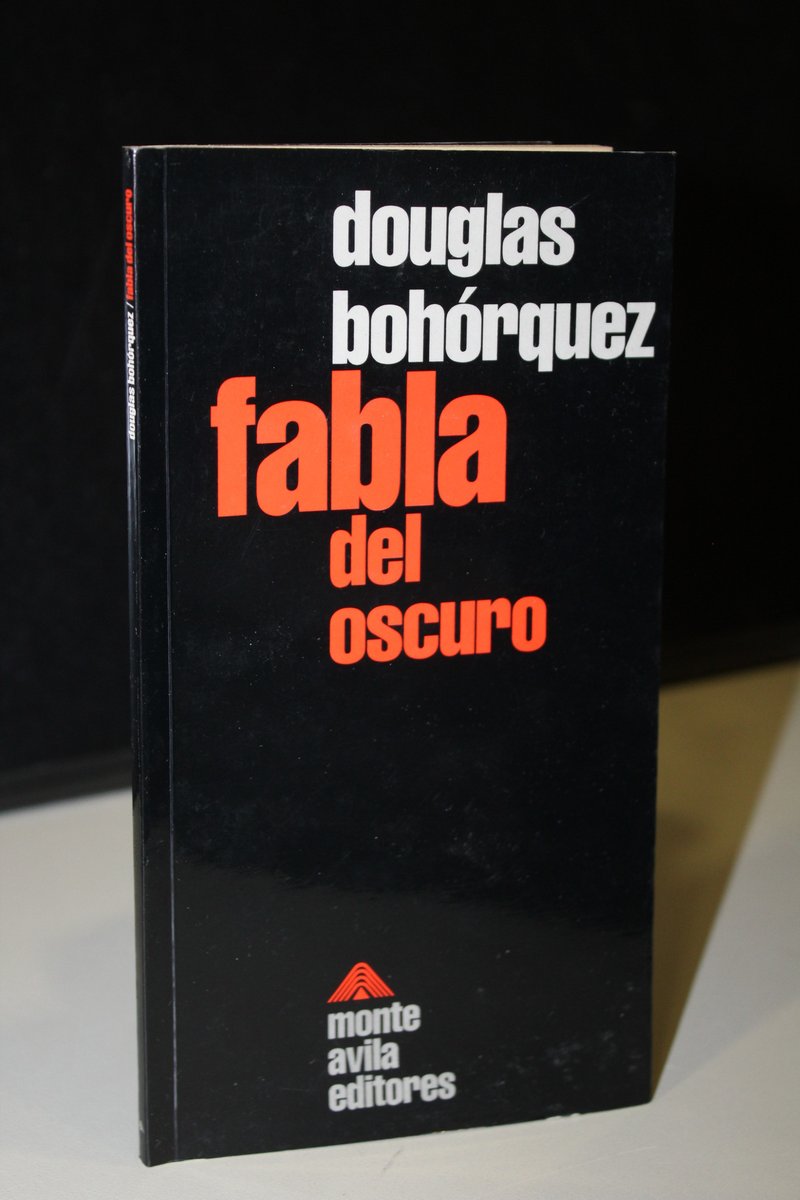 douglas bohórquez / fabla del oscuro
douglas
bohórquez
fabla
del
oscuro
monte
avila
editores